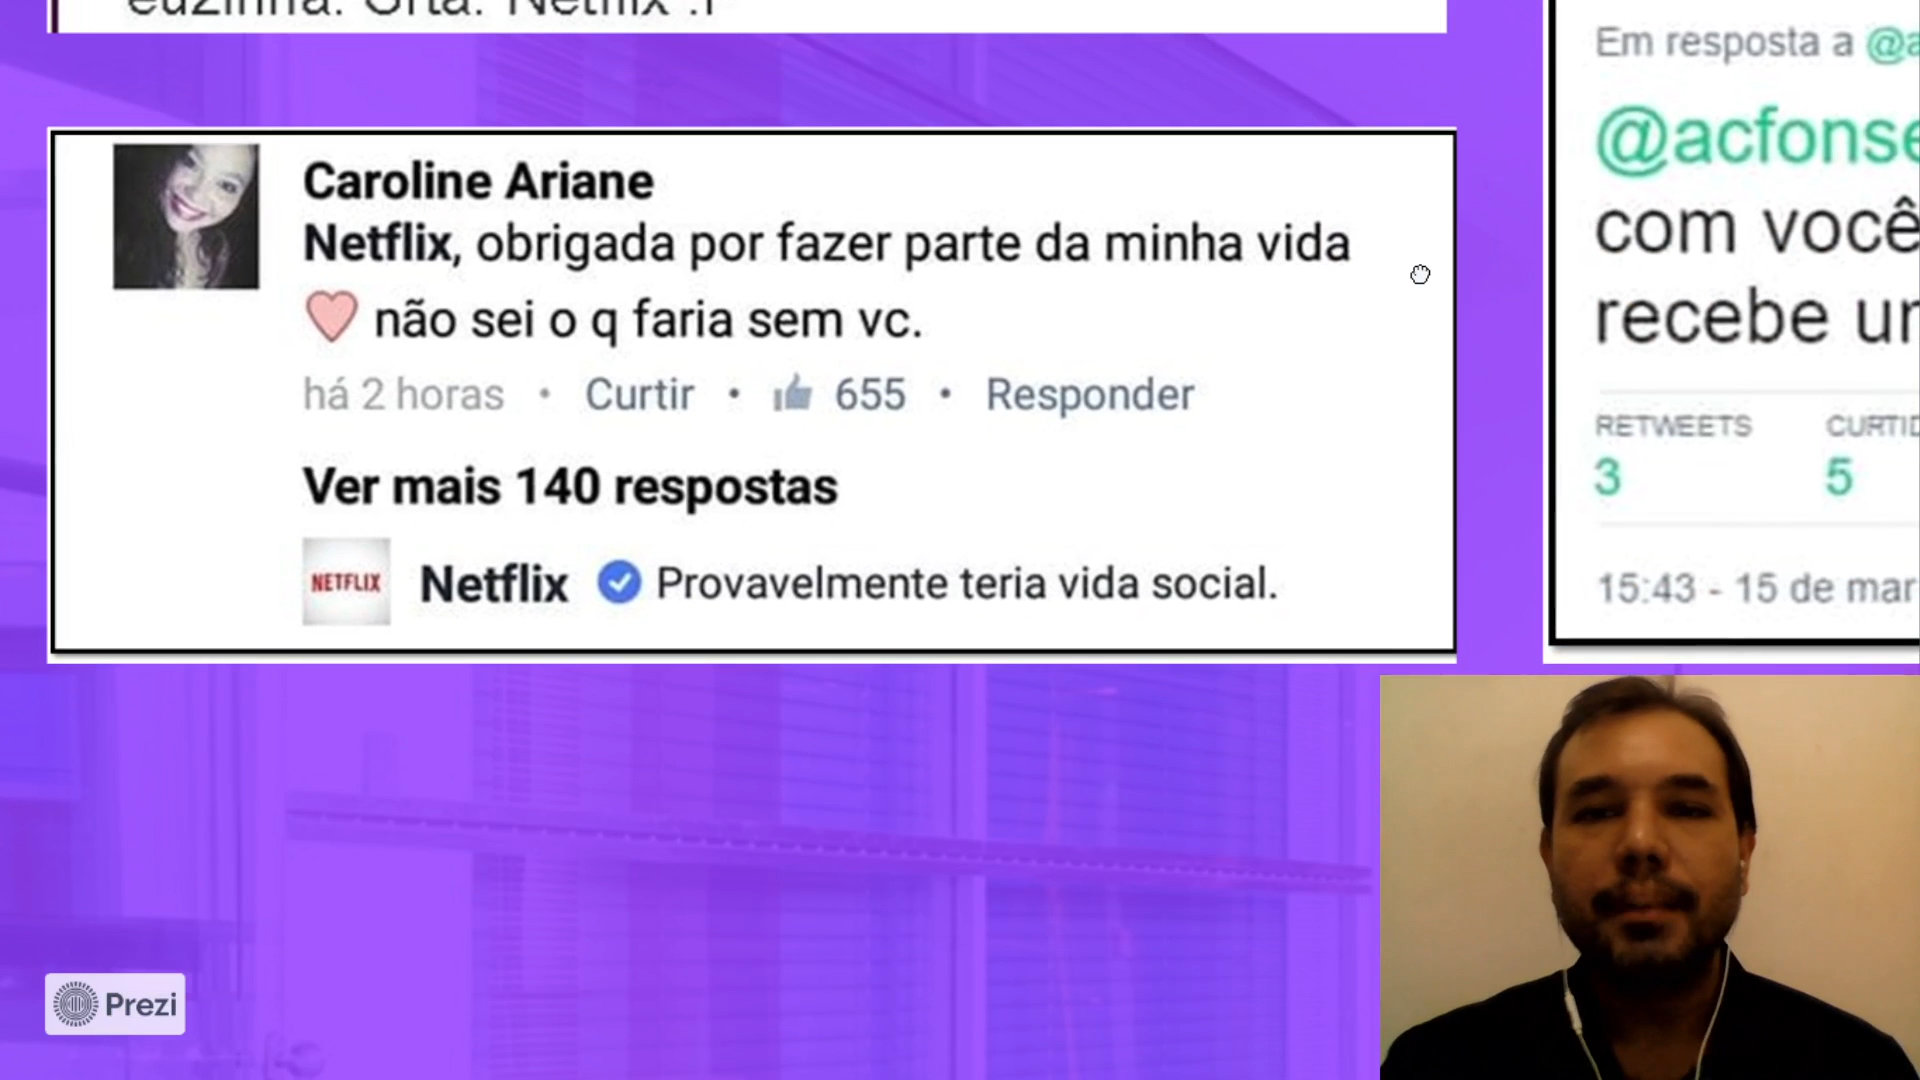 Netflix
Caroline Ariane
Netflix, obrigada por fazer parte da minha vida
não sei o q faria sem vc.
há 2 horas • Curtir • 655 • Responder
Ver mais 140 respostas
NETFLIX Netflix Provavelmente teria vida social.
Em resposta a
@acfonse
com você
recebe
RETWEETS
3 5
15:43 - 15 de mar
Prezi